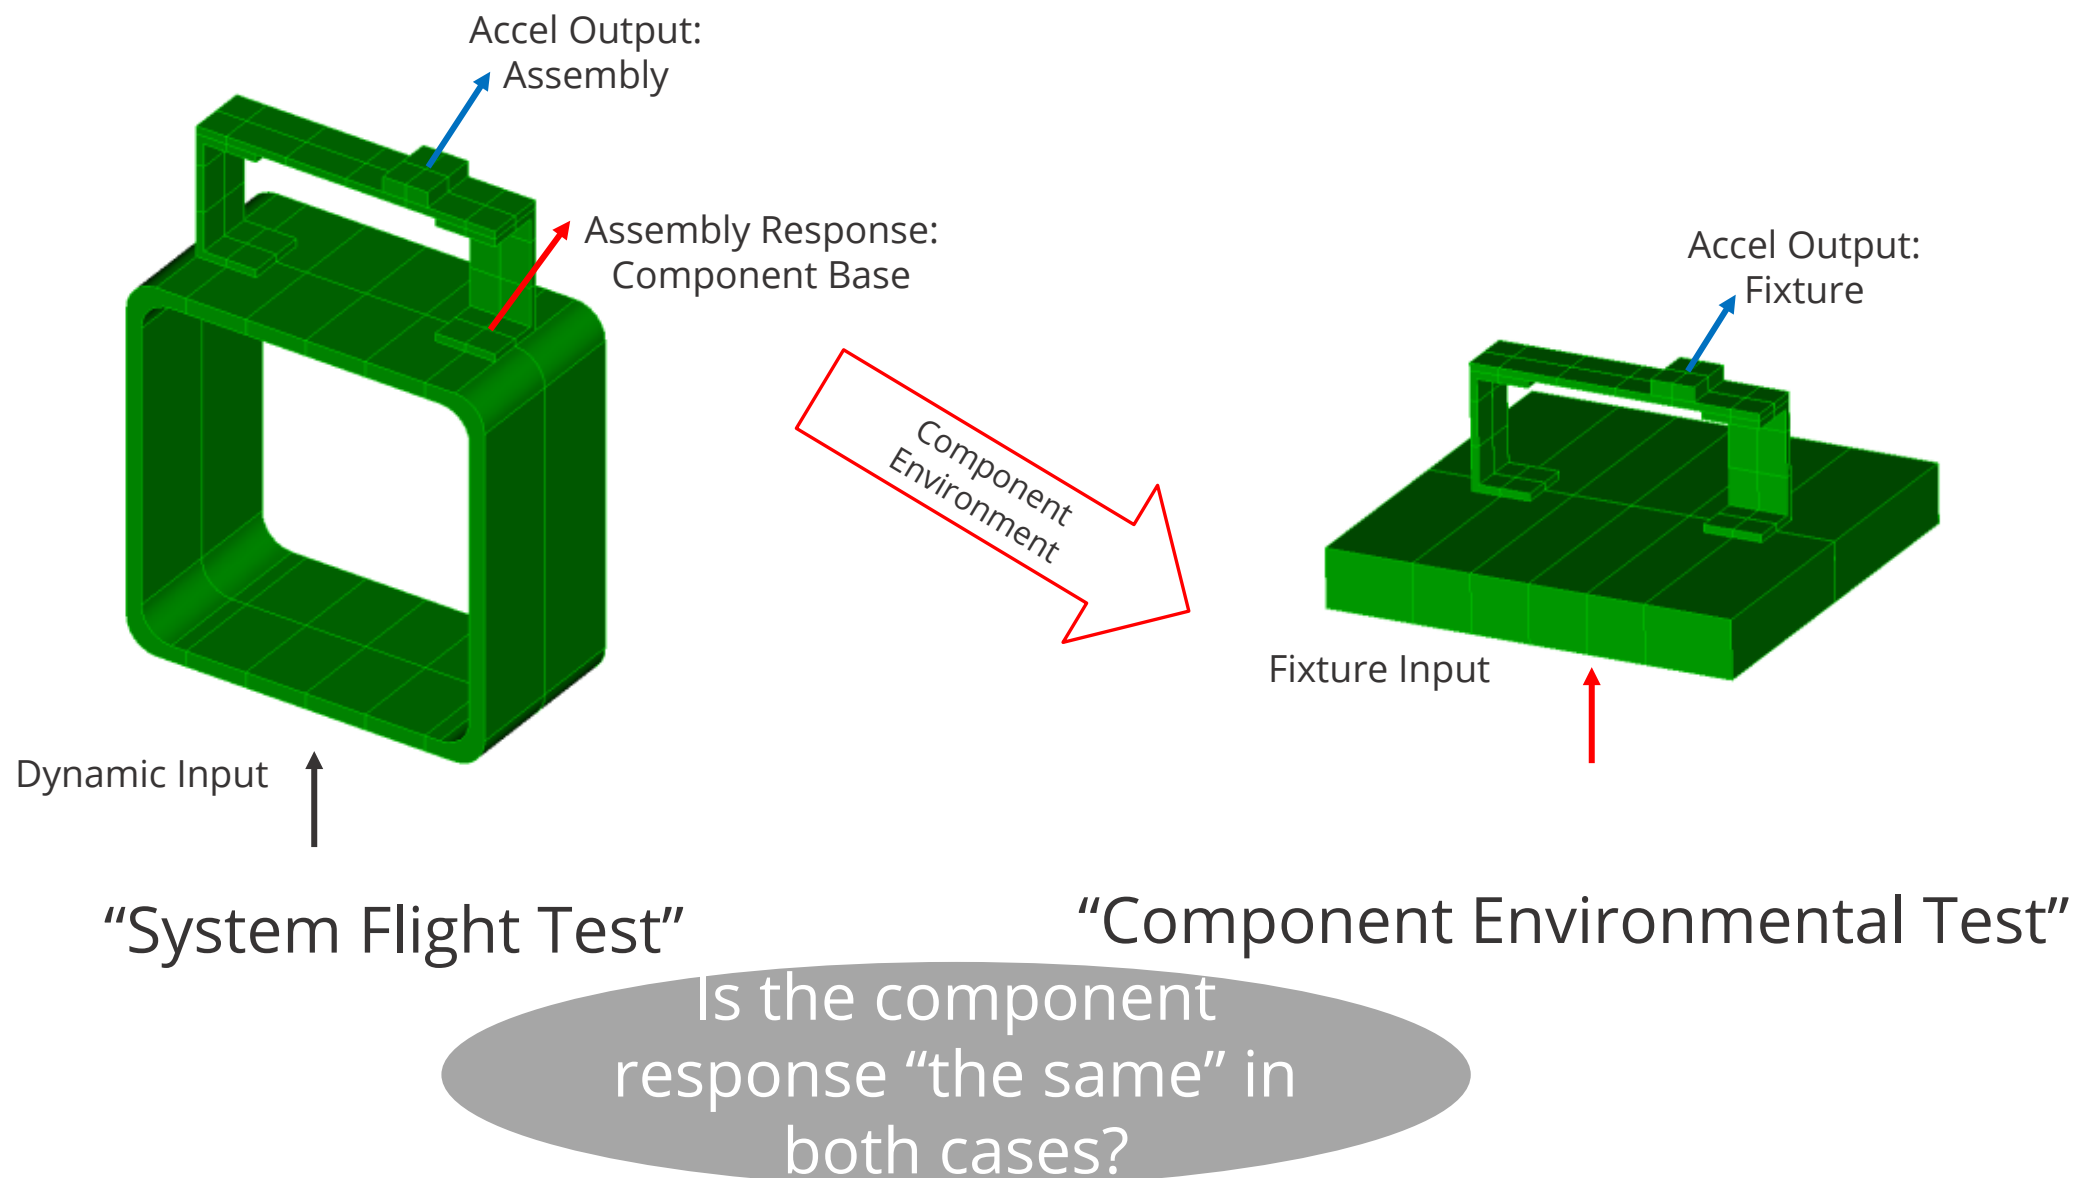 Accel Output:
Assembly
Assembly Response:
Component Base
Accel Output:
Fixture
Component
Environment
Fixture Input
Dynamic Input
“System Flight Test”
“Component Environmental Test”
Is the component
response “the same” in
both cases?